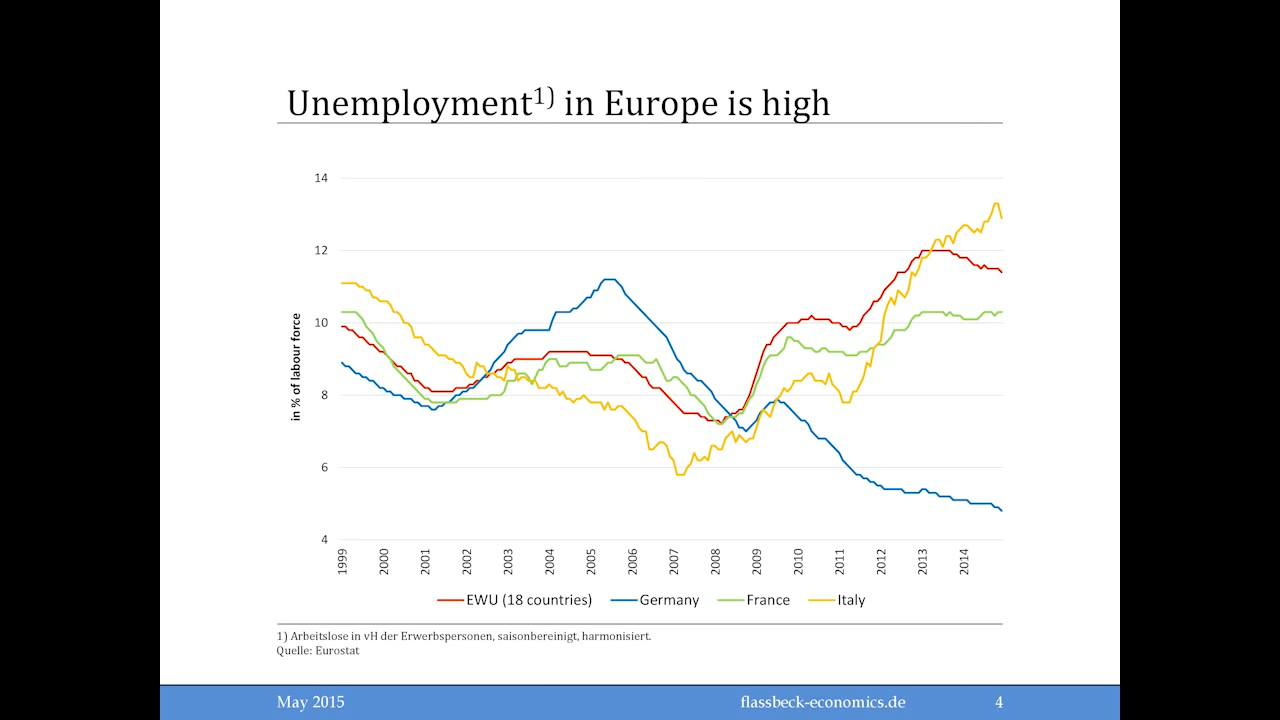 Unemployment1) in Europe is high
in % of labour force
14
12
10
8
6
4
1999 2000 2001 2002 2003 2004 2005 2006 2007 2008 2009 2010 2011 2012 2013 2014
EWU (18 countries) Germany France Italy
1) Arbeitslose in vH der Erwerbspersonen, saisonbereinigt, harmonisiert.
Quelle: Eurostat
May 2015 flassbeck-economics.de 4